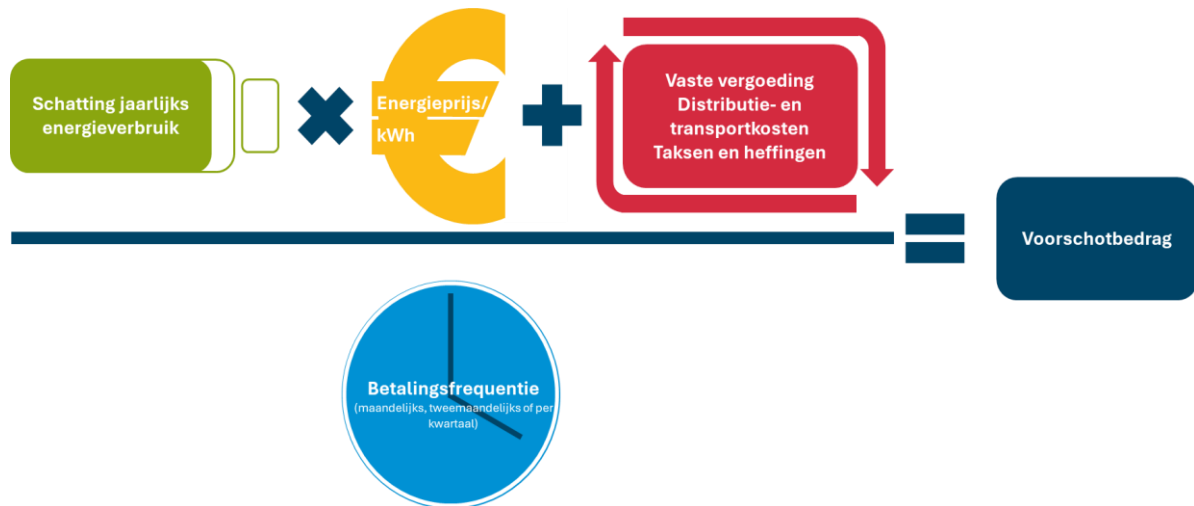 Schatting jaarlijks
energieverbruik
Energieprijs/
kWh
Vaste vergoeding
Distributie- en
transportkosten
Taksen en heffingen
Voorschotbedrag
Betalingsfrequentie
(maandelijks, tweemaandelijks of per
kwartaal)